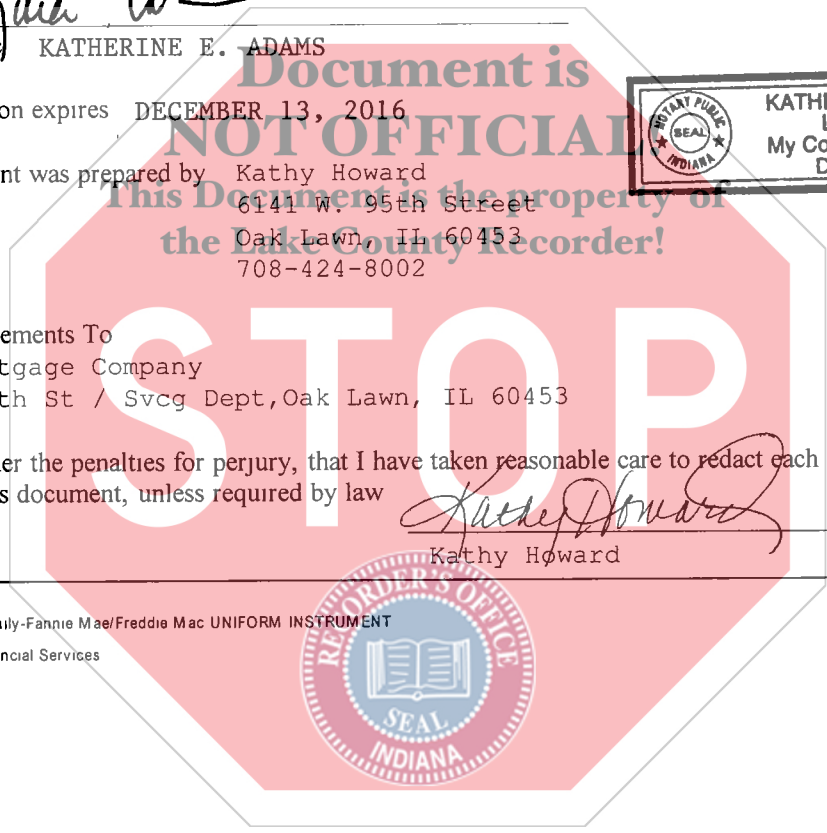 KATHERINE E. ADAMS
Document is
on expires DECEMBER 13, 2016
NOT OFFICIAL!
NOTARY PUBLIC
SEAL
INDIANA
KATHE
My Co
D
nt was prepared by Kathy Howard
This Document is the property of
6141 W. 95th Street
Oak Lawn, IL 60453
the Lake County Recorder!
708-424-8002
STOP
ements To
tgage Company
th St / Svcg Dept, Oak Lawn, IL 60453
er the penalties for perjury, that I have taken reasonable care to redact each
s document, unless required by law
Kathy Howard
Kathy Howard
ily-Fannie Mae/Freddie Mac UNIFORM INSTRUMENT
ncial Services
RECORDER'S OFFICE
SEAL
INDIANA